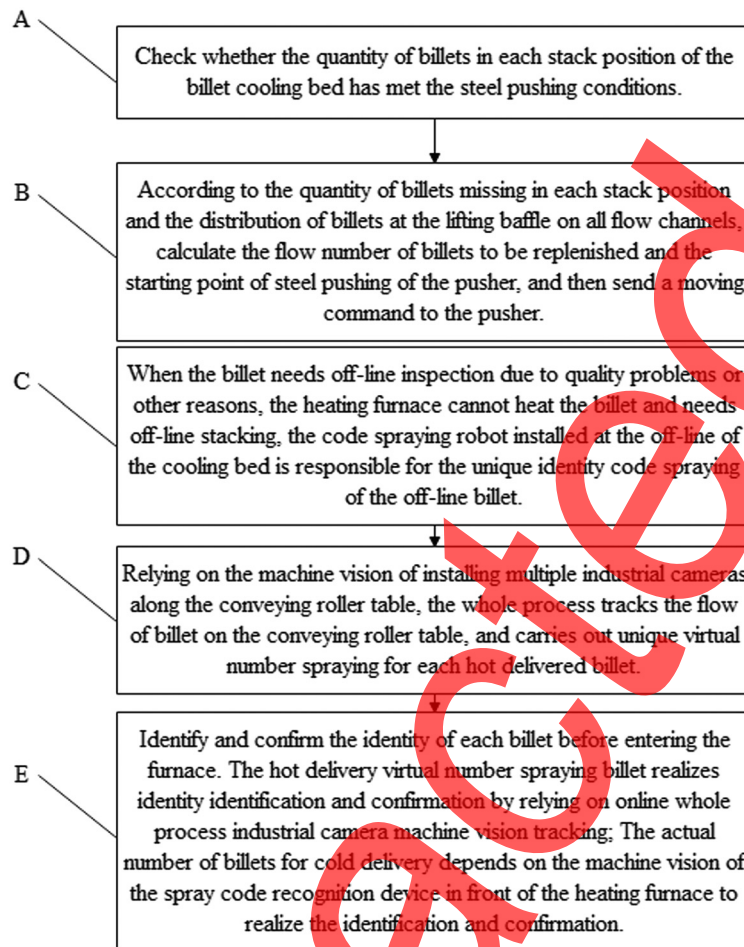 A
Check whether the quantity of billets in each stack position of the
billet cooling bed has met the steel pushing conditions.
B
According to the quantity of billets missing in each stack position
and the distribution of billets at the lifting baffle on all flow channels,
calculate the flow number of billets to be replenished and the
starting point of steel pushing of the pusher, and then send a moving
command to the pusher.
C
When the billet needs off-line inspection due to quality problems or
other reasons, the heating furnace cannot heat the billet and needs
off-line stacking, the code spraying robot installed at the off-line of
the cooling bed is responsible for the unique identity code spraying
of the off-line billet.
D
Relying on the machine vision of installing multiple industrial cameras
along the conveying roller table, the whole process tracks the flow
of billet on the conveying roller table, and carries out unique virtual
number spraying for each hot delivered billet.
E
Identify and confirm the identity of each billet before entering the
furnace. The hot delivery virtual number spraying billet realizes
identity identification and confirmation by relying on online whole
process industrial camera machine vision tracking; The actual
number of billets for cold delivery depends on the machine vision of
the spray code recognition device in front of the heating furnace to
realize the identification and confirmation.
acted